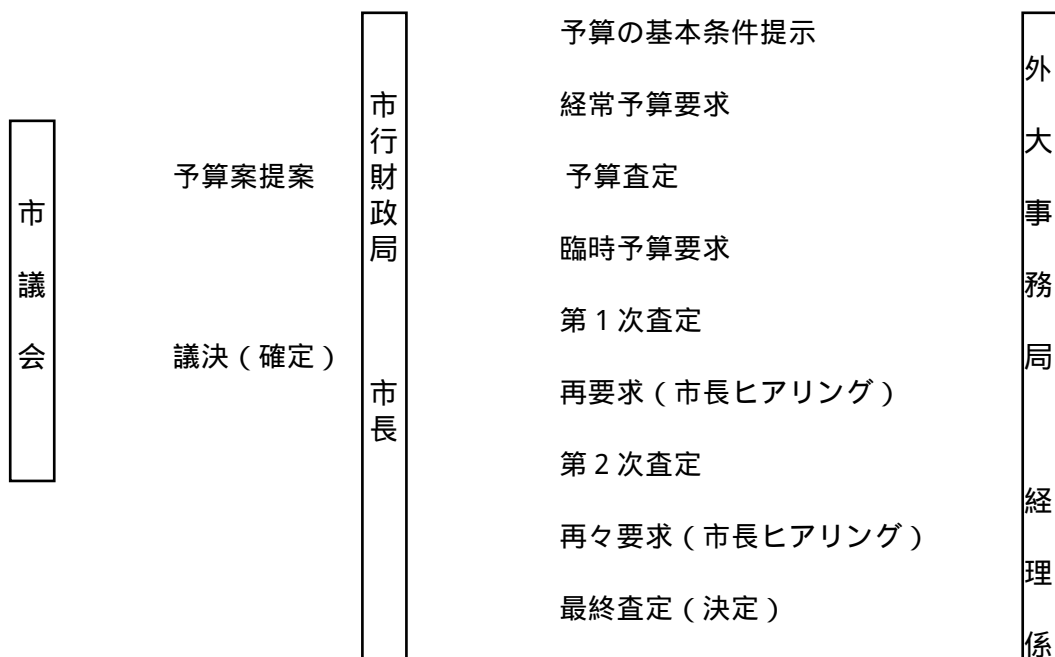 市議会
予算案提案
議決（確定）
市行財政局
市長
予算の基本条件提示
経常予算要求
予算査定
臨時予算要求
第１次査定
再要求（市長ヒアリング）
第２次査定
再々要求（市長ヒアリング）
最終査定（決定）
外大事務局
経理係